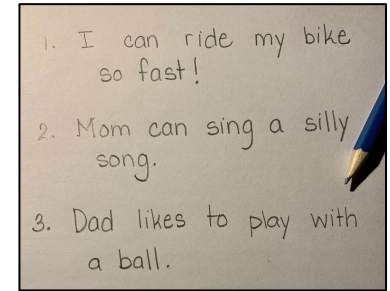 1. I can ride my bike
so fast!
2. Mom can sing a silly
song.
3. Dad likes to play with
a ball.